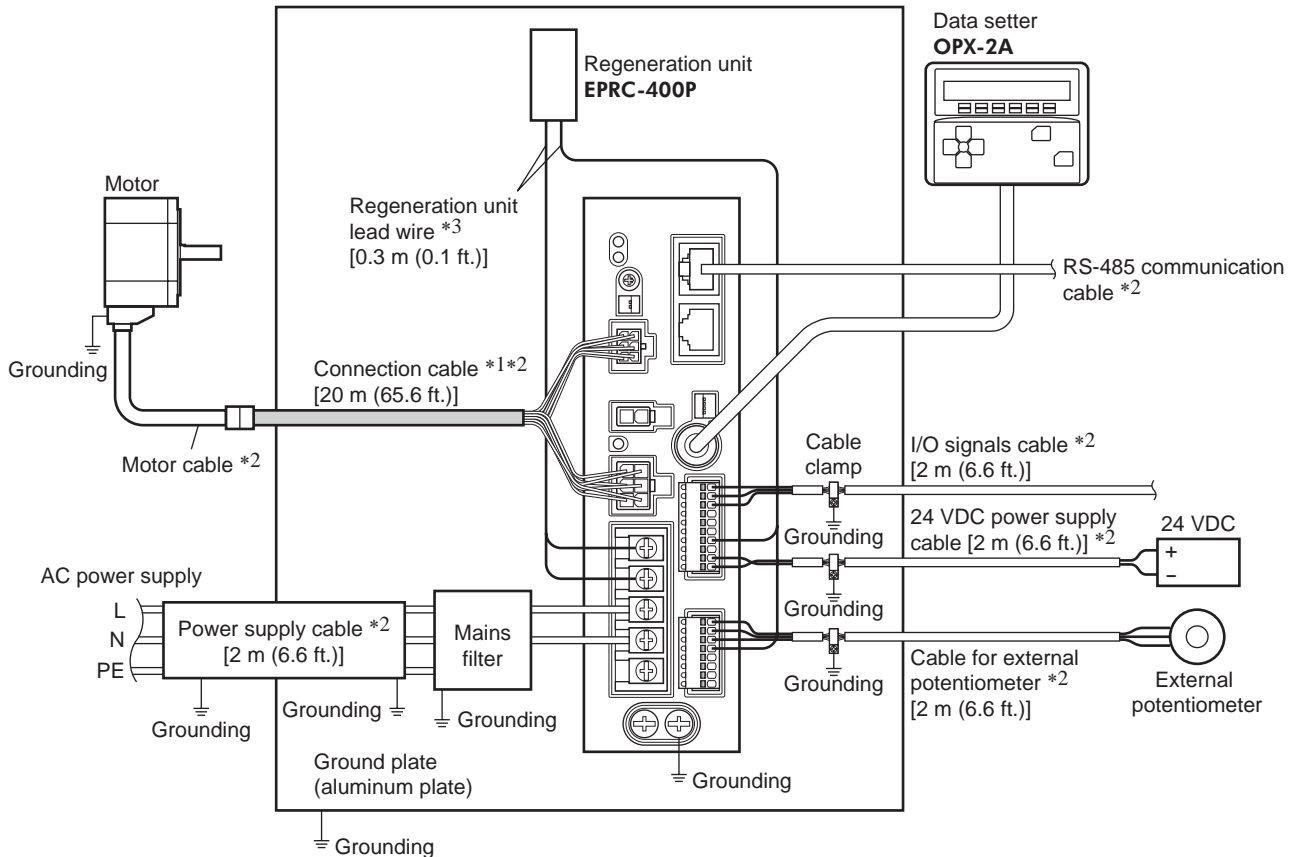 Data setter
OPX-2A
Regeneration unit
EPRC-400P
Motor
Regeneration unit
lead wire *3
[0.3 m (0.1 ft.)]
RS-485 communication
cable *2
Grounding
Connection cable *1*2
[20 m (65.6 ft.)]
Motor cable *2
Cable
clamp
I/O signals cable *2
[2 m (6.6 ft.)]
Grounding
24 VDC power supply
cable [2 m (6.6 ft.)] *2
24 VDC
+
−
Grounding
AC power supply
L
N
PE
Power supply cable *2
[2 m (6.6 ft.)]
Mains
filter
Grounding
Cable for external
potentiometer *2
[2 m (6.6 ft.)]
External
potentiometer
Grounding
Grounding
Grounding
Ground plate
(aluminum plate)
Grounding
Grounding